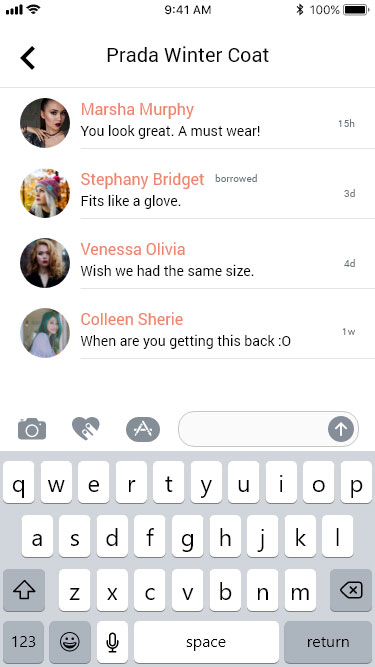 9:41 AM 100%
Prada Winter Coat
Marsha Murphy
You look great. A must wear!
15h
Stephany Bridget borrowed
Fits like a glove.
3d
Venessa Olivia
Wish we had the same size.
4d
Colleen Sherie
When are you getting this back :O
1w
q w e r t y u i o p
a s d f g h j k l
z x c v b n m
123 space return